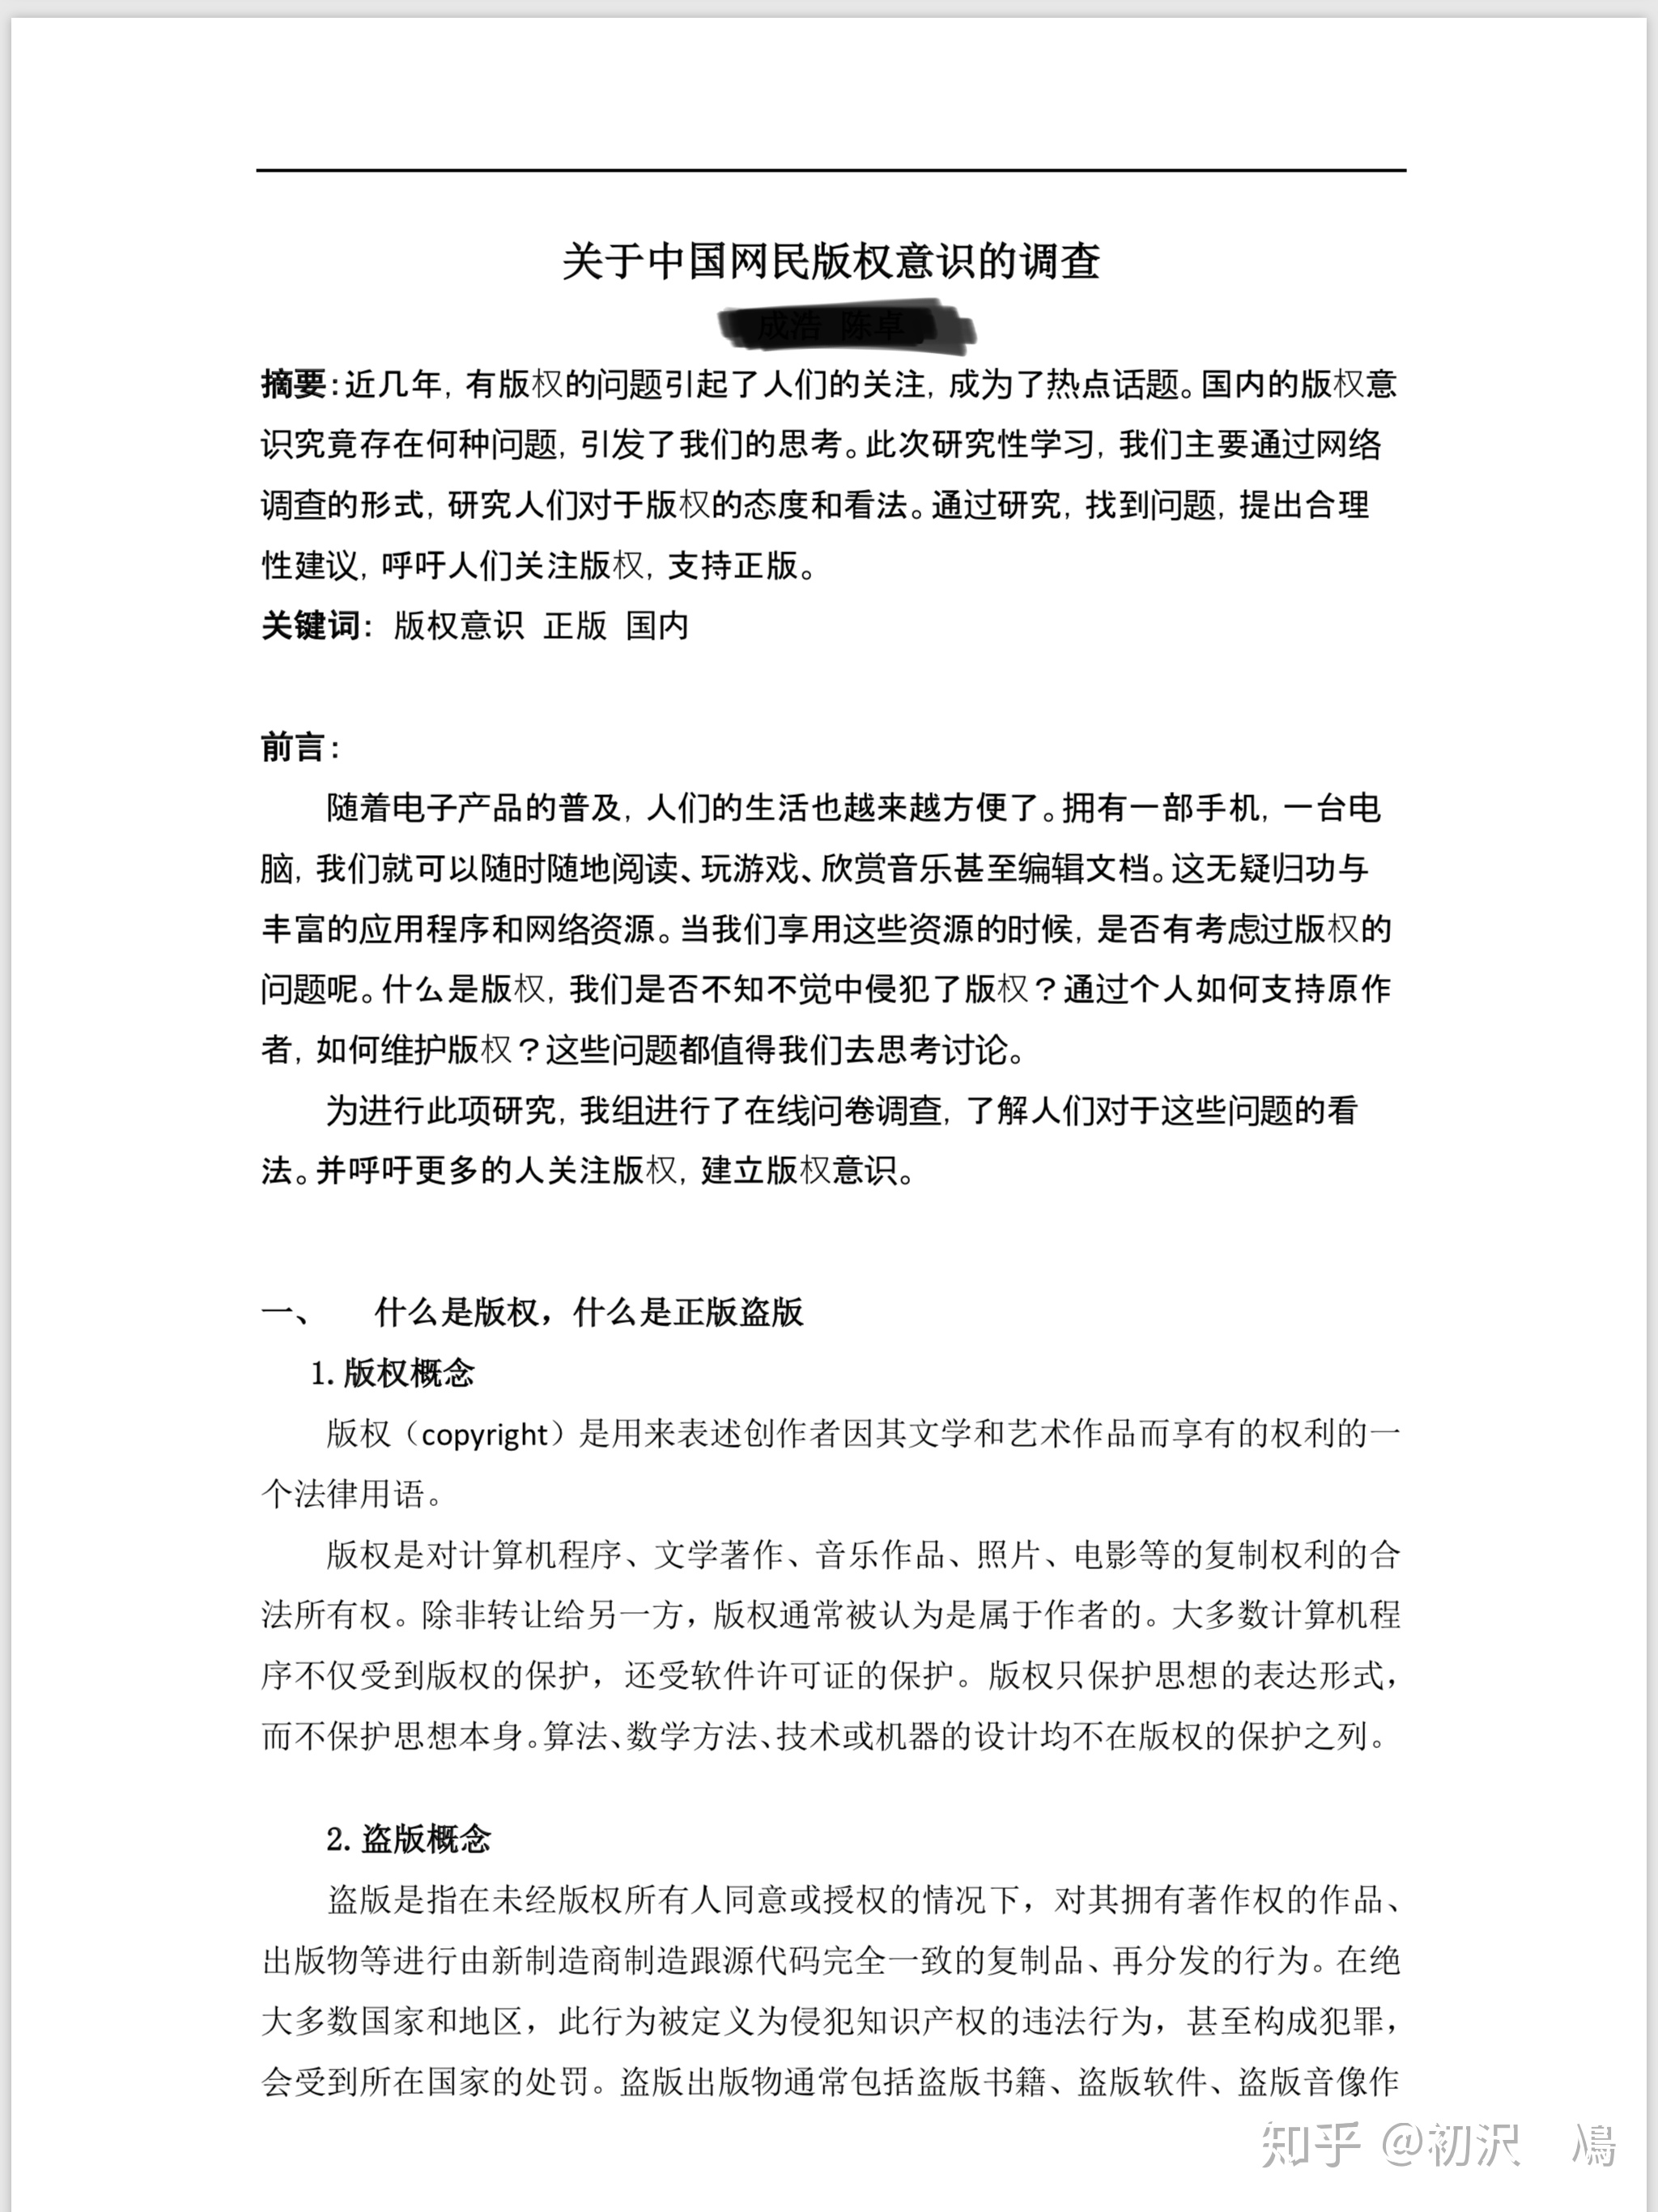 关于中国网民版权意识的调查
摘要：近几年，有版权的问题引起了人们的关注，成为了热点话题。国内的版权意
识究竟存在何种问题，引发了我们的思考。此次研究性学习，我们主要通过网络
调查的形式，研究人们对于版权的态度和看法。通过研究，找到问题，提出合理
性建议，呼吁人们关注版权，支持正版。
关键词： 版权意识 正版 国内
前言：
随着电子产品的普及，人们的生活也越来越方便了。拥有一部手机，一台电
脑，我们就可以随时随地阅读、玩游戏、欣赏音乐甚至编辑文档。这无疑归功与
丰富的应用程序和网络资源。当我们享用这些资源的时候，是否有考虑过版权的
问题呢。什么是版权，我们是否不知不觉中侵犯了版权？通过个人如何支持原作
者，如何维护版权？这些问题都值得我们去思考讨论。
为进行此项研究，我组进行了在线问卷调查，了解人们对于这些问题的看
法。并呼吁更多的人关注版权，建立版权意识。
一、 什么是版权，什么是正版盗版
1.版权概念
版权（copyright）是用来表述创作者因其文学和艺术作品而享有的权利的一
个法律用语。
版权是对计算机程序、文学著作、音乐作品、照片、电影等的复制权利的合
法所有权。除非转让给另一方，版权通常被认为是属于作者的。大多数计算机程
序不仅受到版权的保护，还受软件许可证的保护。版权只保护思想的表达形式，
而不保护思想本身。算法、数学方法、技术或机器的设计均不在版权的保护之列。
2.盗版概念
盗版是指在未经版权所有人同意或授权的情况下，对其拥有著作权的作品、
出版物等进行由新制造商制造跟源代码完全一致的复制品、再分发的行为。在绝
大多数国家和地区，此行为被定义为侵犯知识产权的违法行为，甚至构成犯罪，
会受到所在国家的处罚。盗版出版物通常包括盗版书籍、盗版软件、盗版音像作
知乎 @初沢